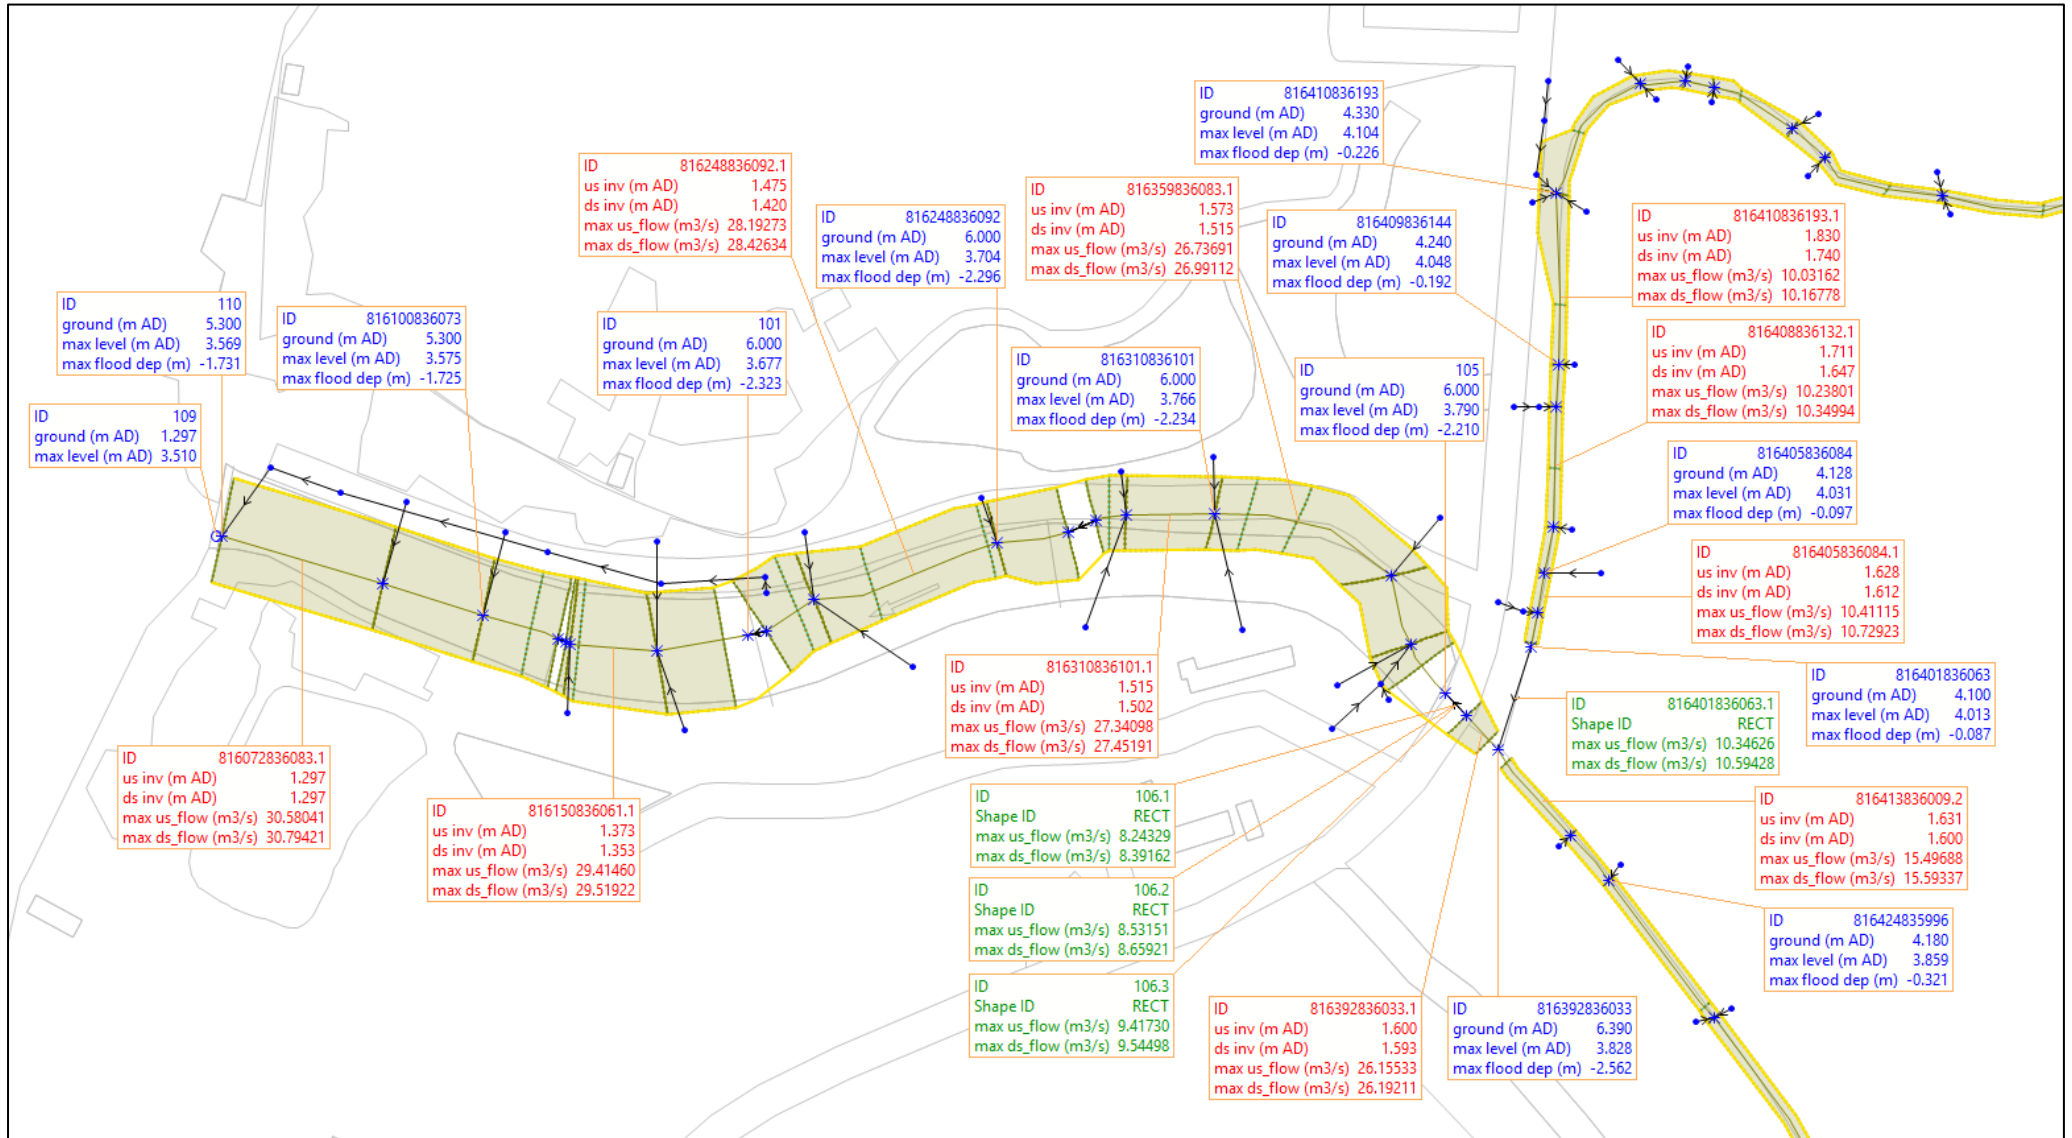 ID 816410836193
ground (m AD) 4.330
max level (m AD) 4.104
max flood dep (m) -0.226
ID 816248836092.1
us inv (m AD) 1.475
ds inv (m AD) 1.420
max us_flow (m3/s) 28.19273
max ds_flow (m3/s) 28.42634
ID 816248836092
ground (m AD) 6.000
max level (m AD) 3.704
max flood dep (m) -2.296
ID 816359836083.1
us inv (m AD) 1.573
ds inv (m AD) 1.515
max us_flow (m3/s) 26.73691
max ds_flow (m3/s) 26.99112
ID 816409836144
ground (m AD) 4.240
max level (m AD) 4.048
max flood dep (m) -0.192
ID 816410836193.1
us inv (m AD) 1.830
ds inv (m AD) 1.740
max us_flow (m3/s) 10.03162
max ds_flow (m3/s) 10.16778
ID 110
ground (m AD) 5.300
max level (m AD) 3.569
max flood dep (m) -1.731
ID 816100836073
ground (m AD) 5.300
max level (m AD) 3.575
max flood dep (m) -1.725
ID 101
ground (m AD) 6.000
max level (m AD) 3.677
max flood dep (m) -2.323
ID 816310836101
ground (m AD) 6.000
max level (m AD) 3.766
max flood dep (m) -2.234
ID 105
ground (m AD) 6.000
max level (m AD) 3.790
max flood dep (m) -2.210
ID 816408836132.1
us inv (m AD) 1.711
ds inv (m AD) 1.647
max us_flow (m3/s) 10.23801
max ds_flow (m3/s) 10.34994
ID 109
ground (m AD) 1.297
max level (m AD) 3.510
ID 816405836084
ground (m AD) 4.128
max level (m AD) 4.031
max flood dep (m) -0.097
ID 816405836084.1
us inv (m AD) 1.628
ds inv (m AD) 1.612
max us_flow (m3/s) 10.41115
max ds_flow (m3/s) 10.72923
ID 816310836101.1
us inv (m AD) 1.515
ds inv (m AD) 1.502
max us_flow (m3/s) 27.34098
max ds_flow (m3/s) 27.45191
ID 816401836063
ground (m AD) 4.100
max level (m AD) 4.013
max flood dep (m) -0.087
ID 816401836063.1
Shape ID RECT
max us_flow (m3/s) 10.34626
max ds_flow (m3/s) 10.59428
ID 816072836083.1
us inv (m AD) 1.297
ds inv (m AD) 1.297
max us_flow (m3/s) 30.58041
max ds_flow (m3/s) 30.79421
ID 816150836061.1
us inv (m AD) 1.373
ds inv (m AD) 1.353
max us_flow (m3/s) 29.41460
max ds_flow (m3/s) 29.51922
ID 106.1
Shape ID RECT
max us_flow (m3/s) 8.24329
max ds_flow (m3/s) 8.39162
ID 816413836009.2
us inv (m AD) 1.631
ds inv (m AD) 1.600
max us_flow (m3/s) 15.49688
max ds_flow (m3/s) 15.59337
ID 106.2
Shape ID RECT
max us_flow (m3/s) 8.53151
max ds_flow (m3/s) 8.65921
ID 816424835996
ground (m AD) 4.180
max level (m AD) 3.859
max flood dep (m) -0.321
ID 106.3
Shape ID RECT
max us_flow (m3/s) 9.41730
max ds_flow (m3/s) 9.54498
ID 816392836033.1
us inv (m AD) 1.600
ds inv (m AD) 1.593
max us_flow (m3/s) 26.15533
max ds_flow (m3/s) 26.19211
ID 816392836033
ground (m AD) 6.390
max level (m AD) 3.828
max flood dep (m) -2.562